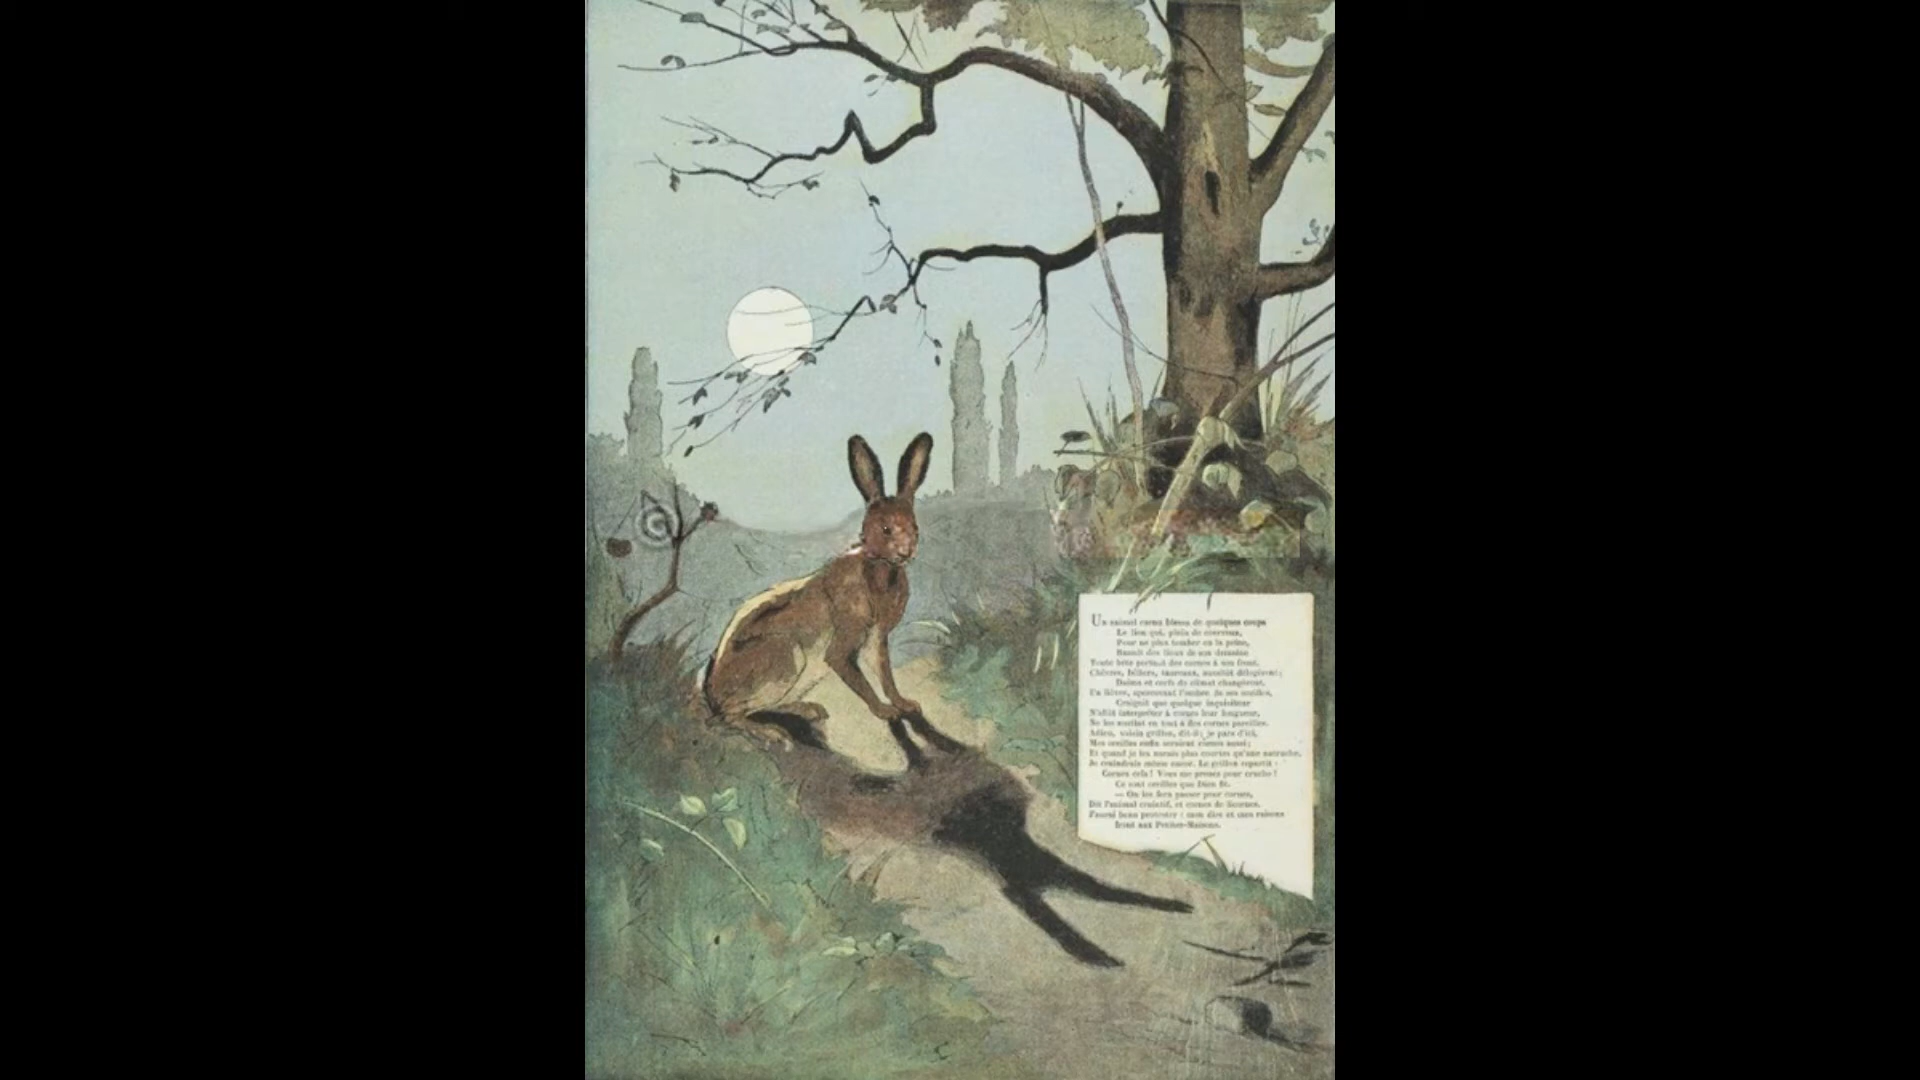 Un animal cornu blessa de quelques coups
Le lion qui, plein de courroux,
Pour ne plus tomber en la peine,
Bannit des lieux de son domaine
Toute bête portant des cornes à son front.
Chèvres, béliers, taureaux, aussitôt délogèrent;
Daims et cerfs de climat changèrent.
Un lièvre, apercevant l'ombre de ses oreilles,
Craignit que quelque inquisiteur
N'allât interpréter à cornes leur longueur,
Ne les soutînt en tout à des cornes pareilles.
Adieu, voisin grillon, dit-il; je pars d'ici,
Mes oreilles enfin seraient cornes aussi;
Et quand je les aurais plus courtes qu'une autruche,
Je craindrais même encor. Le grillon repartit :
Cornes cela! Vous me prenez pour cruche!
Ce sont oreilles que Dieu fit.
— On les fera passer pour cornes,
Dit l'animal craintif, et cornes de licornes.
J'aurai beau protester : mon dire et mes raisons
Iront aux Petites-Maisons.